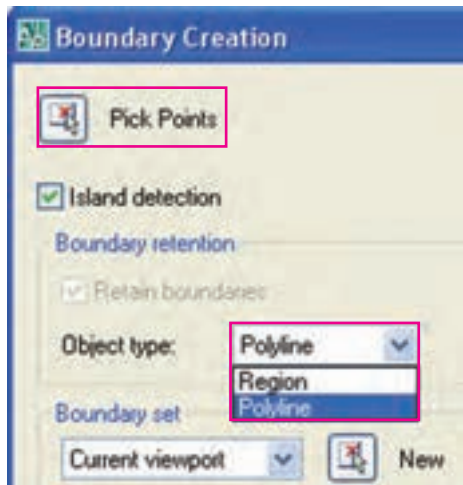 Boundary Creation
Pick Points
Island detection
Boundary retention
Retain boundaries
Object type: Polyline
Region
Polyline
Boundary set
Current viewport New